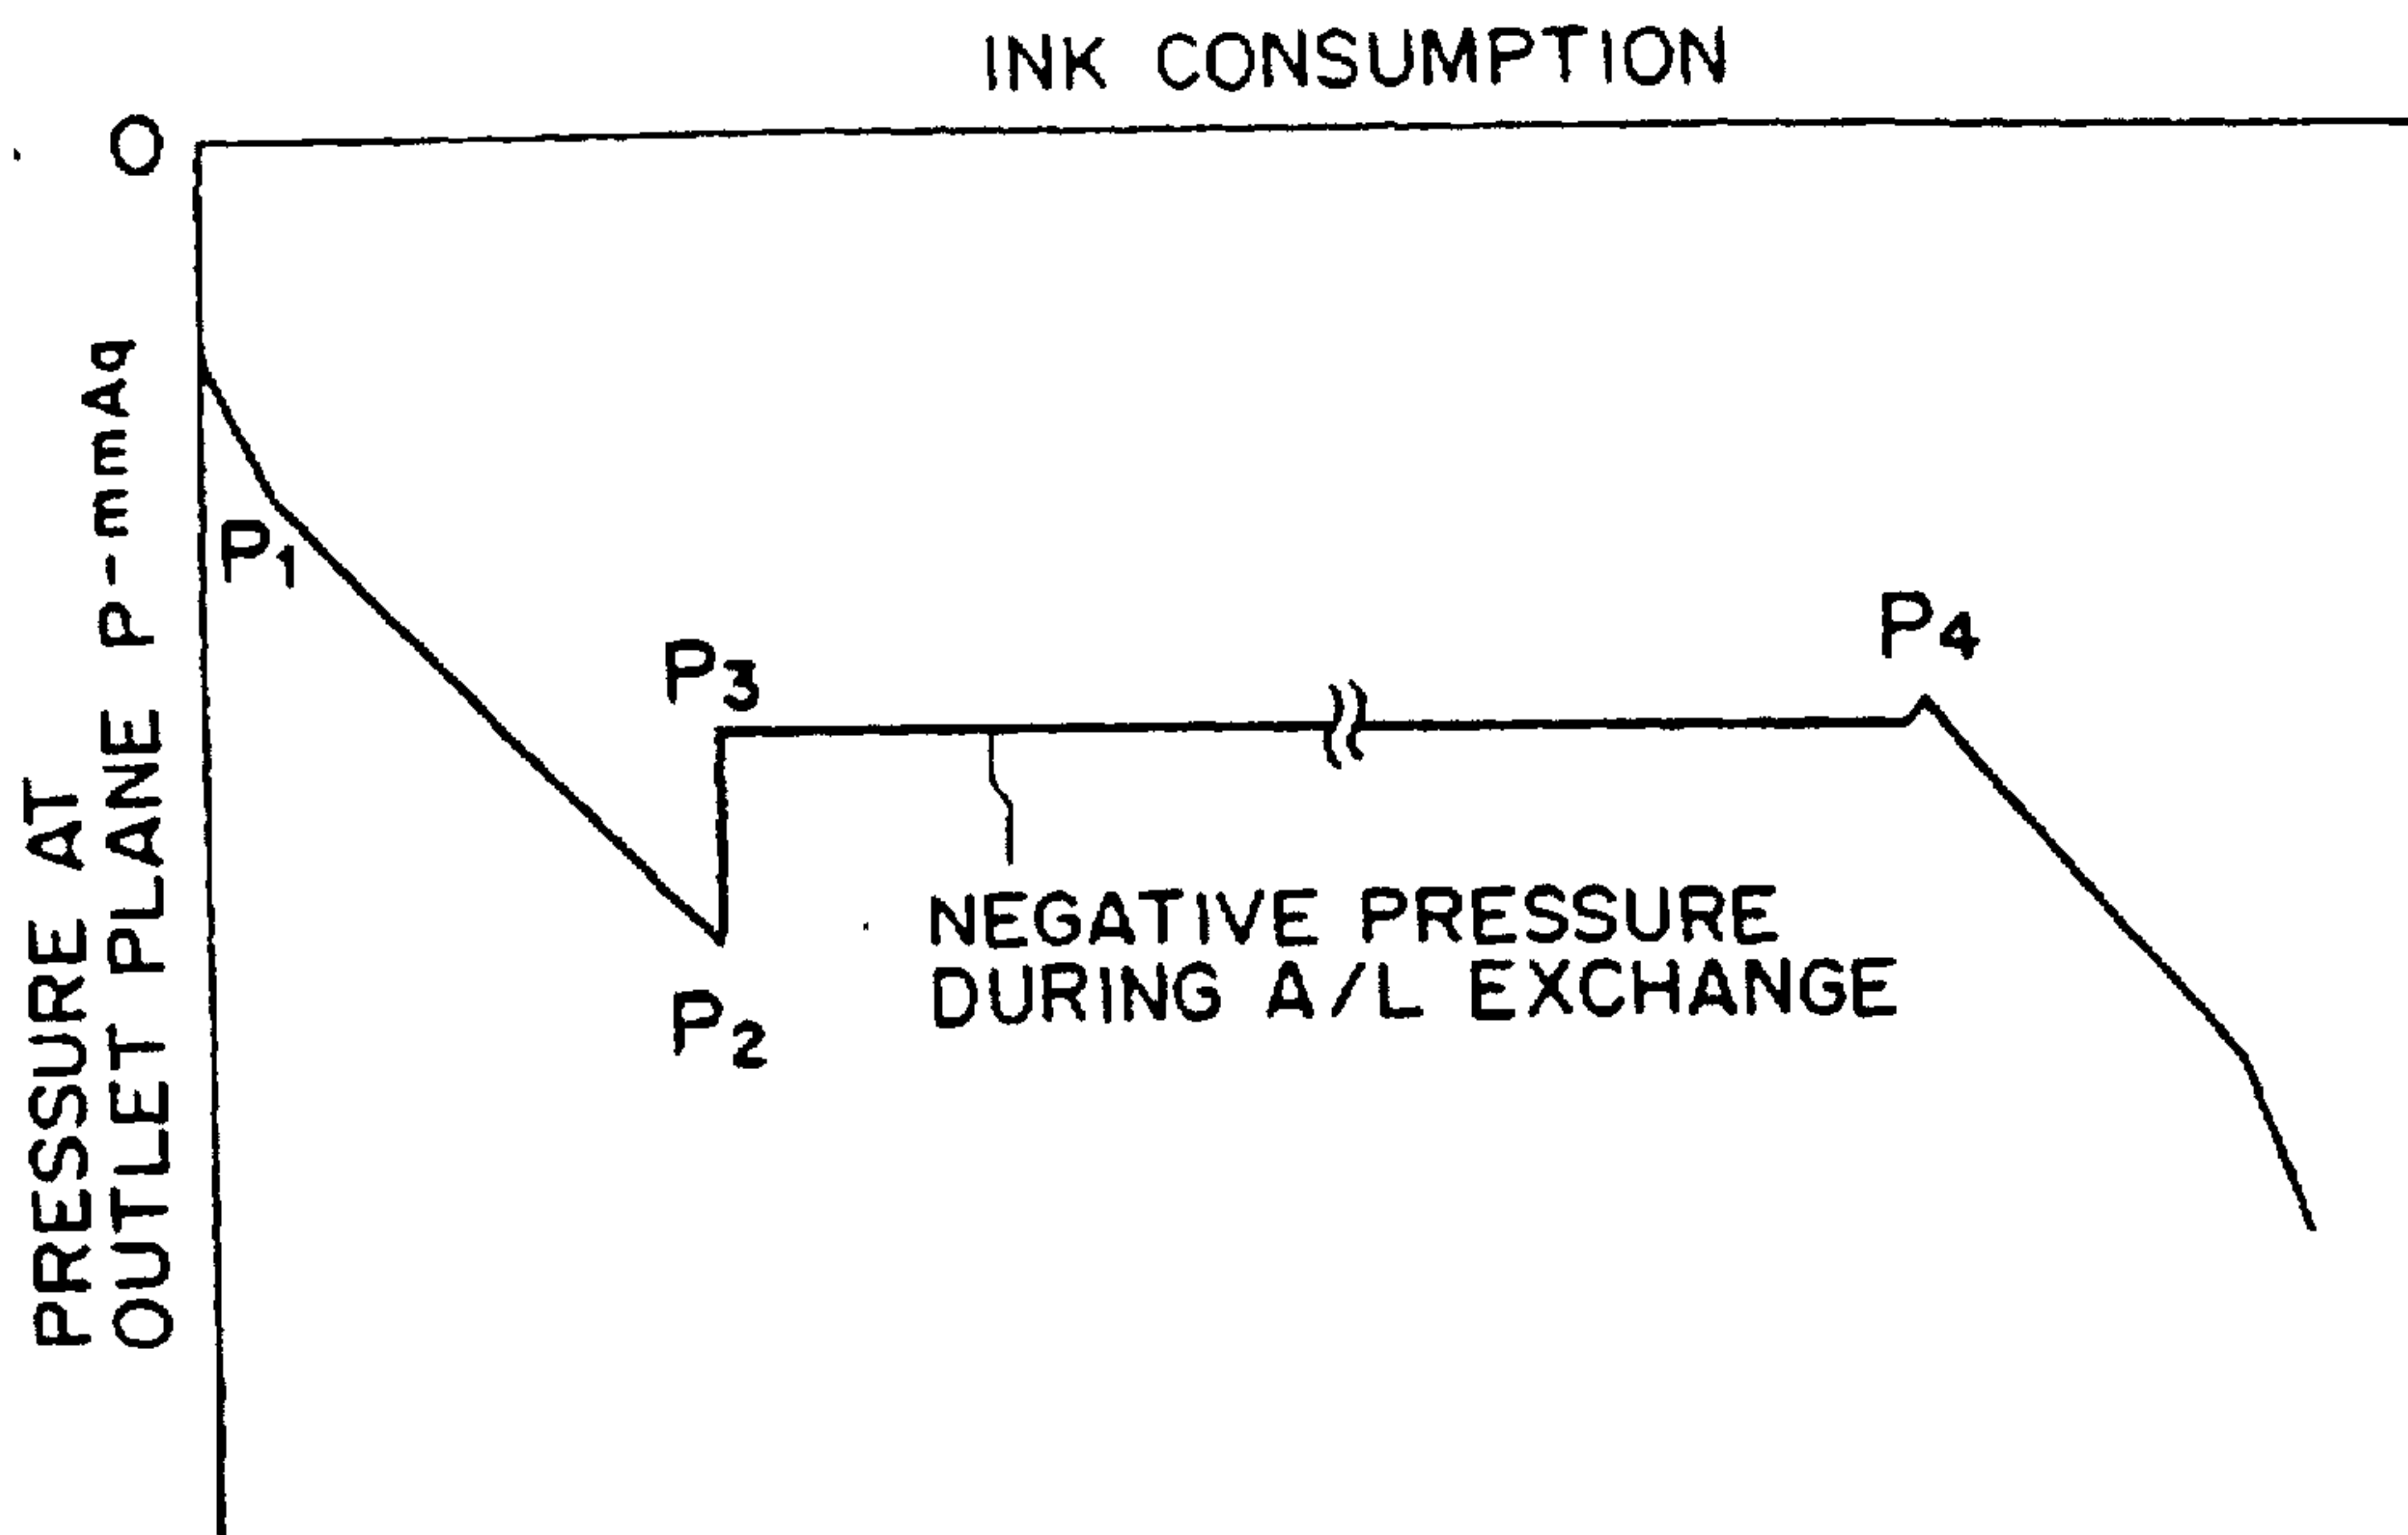 INK CONSUMPTION
O
PRESSURE AT
OUTLET PLANE p-mmAq
P1
P3
P4
P2
NEGATIVE PRESSURE
DURING A/L EXCHANGE